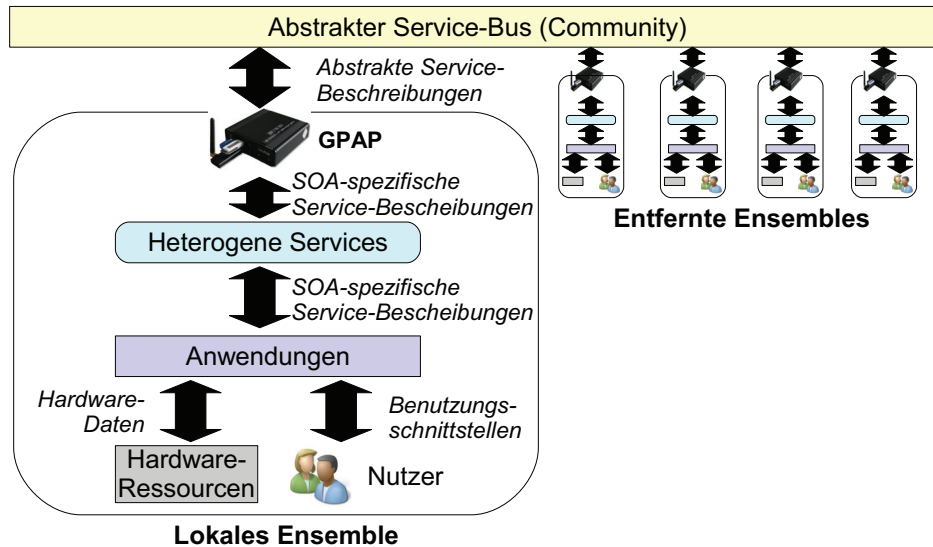 Abstrakter Service-Bus (Community)
Abstrakte Service-
Beschreibungen
GPAP
SOA-spezifische
Service-Bescheibungen
Heterogene Services
SOA-spezifische
Service-Bescheibungen
Anwendungen
Hardware-
Daten
Benutzungs-
schnittstellen
Hardware-
Ressourcen
Nutzer
Lokales Ensemble
Entfernte Ensembles